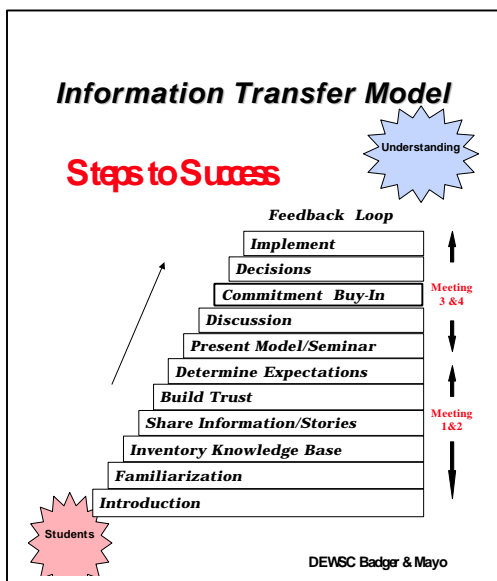 Information Transfer Model
Understanding
Steps to Success
Feedback Loop
Implement
Decisions
Commitment Buy-In
Meeting
3 &4
Discussion
Present Model/Seminar
Determine Expectations
Build Trust
Share Information/Stories
Meeting
1&2
Inventory Knowledge Base
Familiarization
Introduction
Students
DEWSC Badger & Mayo